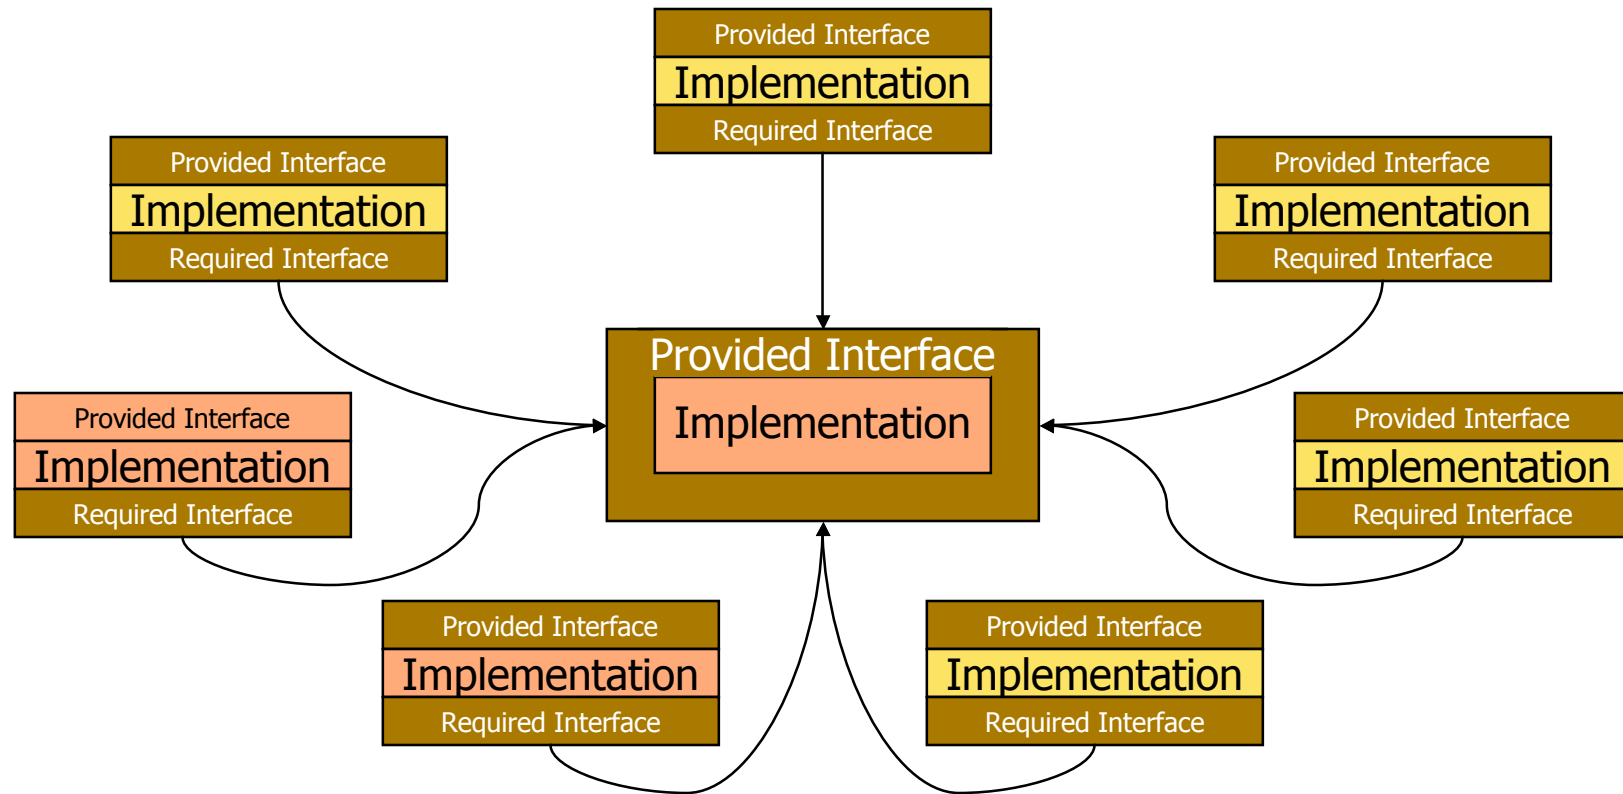 Provided Interface
Implementation
Required Interface
Provided Interface
Implementation
Required Interface
Provided Interface
Implementation
Required Interface
Provided Interface
Implementation
Provided Interface
Implementation
Required Interface
Provided Interface
Implementation
Required Interface
Provided Interface
Implementation
Required Interface
Provided Interface
Implementation
Required Interface